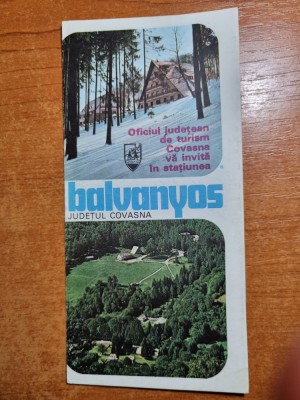 Oficiul județean
de turism
Covasna
vă invită
în stațiunea
balvanyos
JUDEȚUL COVASNA